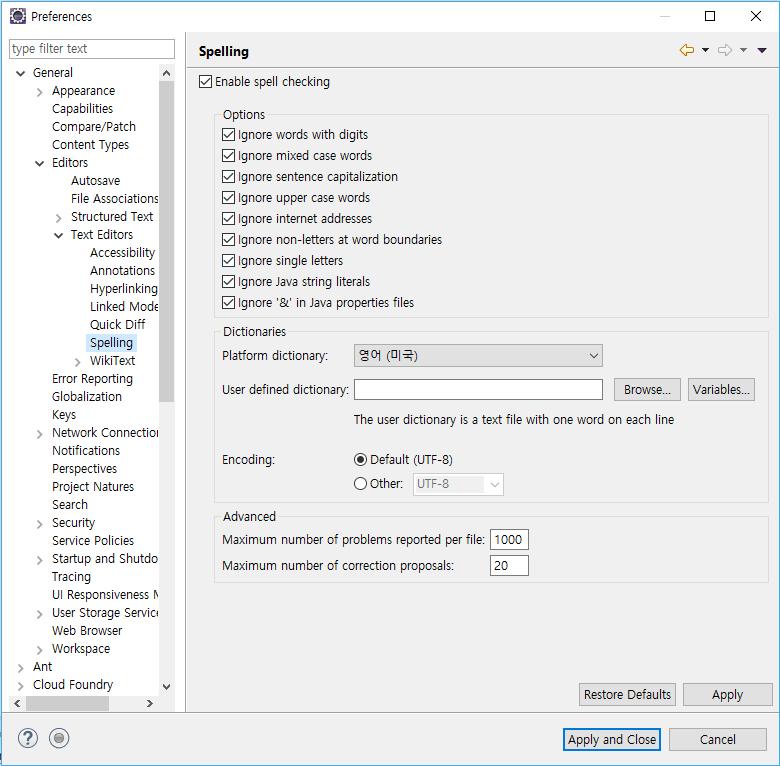 Preferences
type filter text
General
Appearance
Capabilities
Compare/Patch
Content Types
Editors
Autosave
File Associations
Structured Text
Text Editors
Accessibility
Annotations
Hyperlinking
Linked Mode
Quick Diff
Spelling
WikiText
Error Reporting
Globalization
Keys
Network Connection
Notifications
Perspectives
Project Natures
Search
Security
Service Policies
Startup and Shutdo
Tracing
UI Responsiveness M
User Storage Service
Web Browser
Workspace
Ant
Cloud Foundry
Spelling
Enable spell checking
Options
Ignore words with digits
Ignore mixed case words
Ignore sentence capitalization
Ignore upper case words
Ignore internet addresses
Ignore non-letters at word boundaries
Ignore single letters
Ignore Java string literals
Ignore '&' in Java properties files
Dictionaries
Platform dictionary: 영어 (미국)
User defined dictionary: Browse... Variables...
The user dictionary is a text file with one word on each line
Encoding: Default (UTF-8)
Other: UTF-8
Advanced
Maximum number of problems reported per file: 1000
Maximum number of correction proposals: 20
Restore Defaults Apply
? Apply and Close Cancel